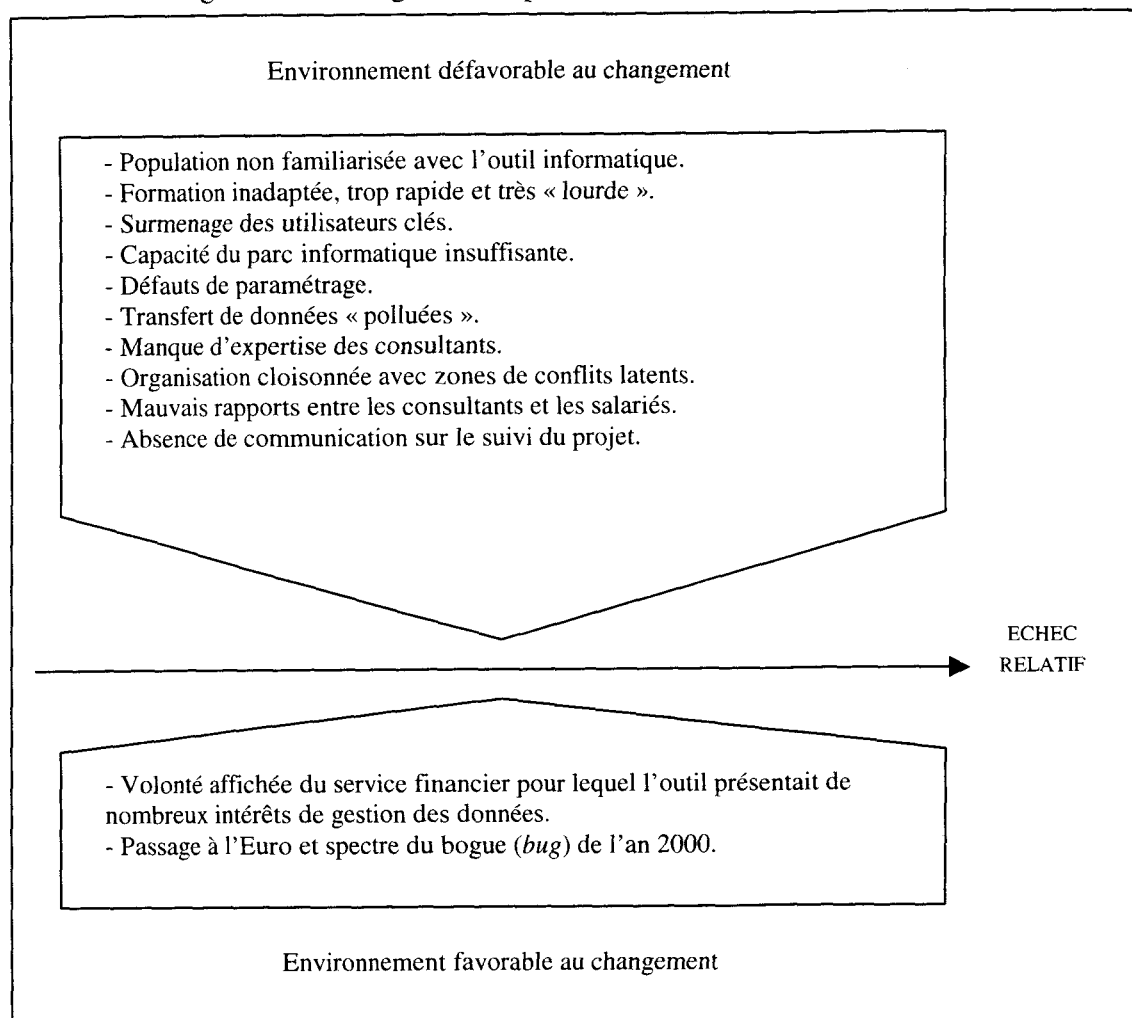 Environnement défavorable au changement
- Population non familiarisée avec l'outil informatique.
- Formation inadaptée, trop rapide et très « lourde ».
- Surmenage des utilisateurs clés.
- Capacité du parc informatique insuffisante.
- Défauts de paramétrage.
- Transfert de données « polluées ».
- Manque d'expertise des consultants.
- Organisation cloisonnée avec zones de conflits latents.
- Mauvais rapports entre les consultants et les salariés.
- Absence de communication sur le suivi du projet.
ECHEC
RELATIF
- Volonté affichée du service financier pour lequel l'outil présentait de
nombreux intérêts de gestion des données.
- Passage à l'Euro et spectre du bogue (bug) de l'an 2000.
Environnement favorable au changement